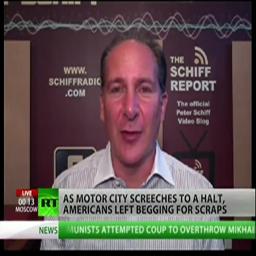 WWW.
SCHIFFRADIO
.COM
THE
SCHIFF
REPORT
The official
Peter Schiff
Video Blog
LIVE
00:13
MOSCOW
RT
AS MOTOR CITY SCREECHES TO A HALT,
AMERICANS LEFT BEGGING FOR SCRAPS
NEWS
MUNISTS ATTEMPTED COUP TO OVERTHROW MIKHAI